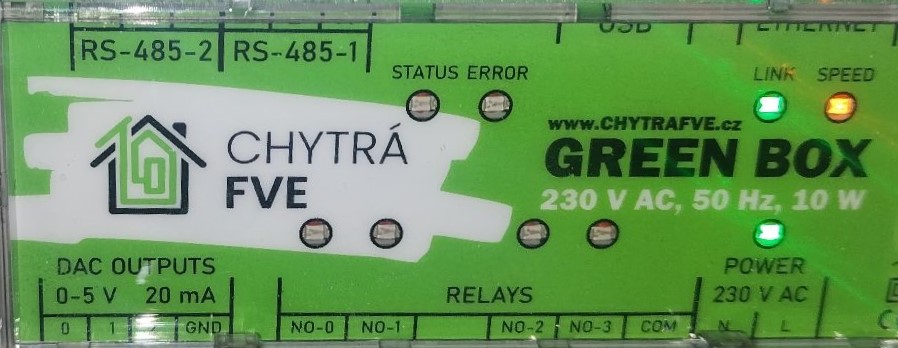 USB
ETHERNET
RS-485-2
RS-485-1
STATUS ERROR
LINK SPEED
CHYTRÁ
FVE
www.CHYTRAFVE.cz
GREEN BOX
230 V AC, 50 Hz, 10 W
DAC OUTPUTS
0-5 V 20 mA
0 1 2 GND
RELAYS
NO-0 NO-1 NO-2 NO-3 COM
POWER
230 V AC
N L